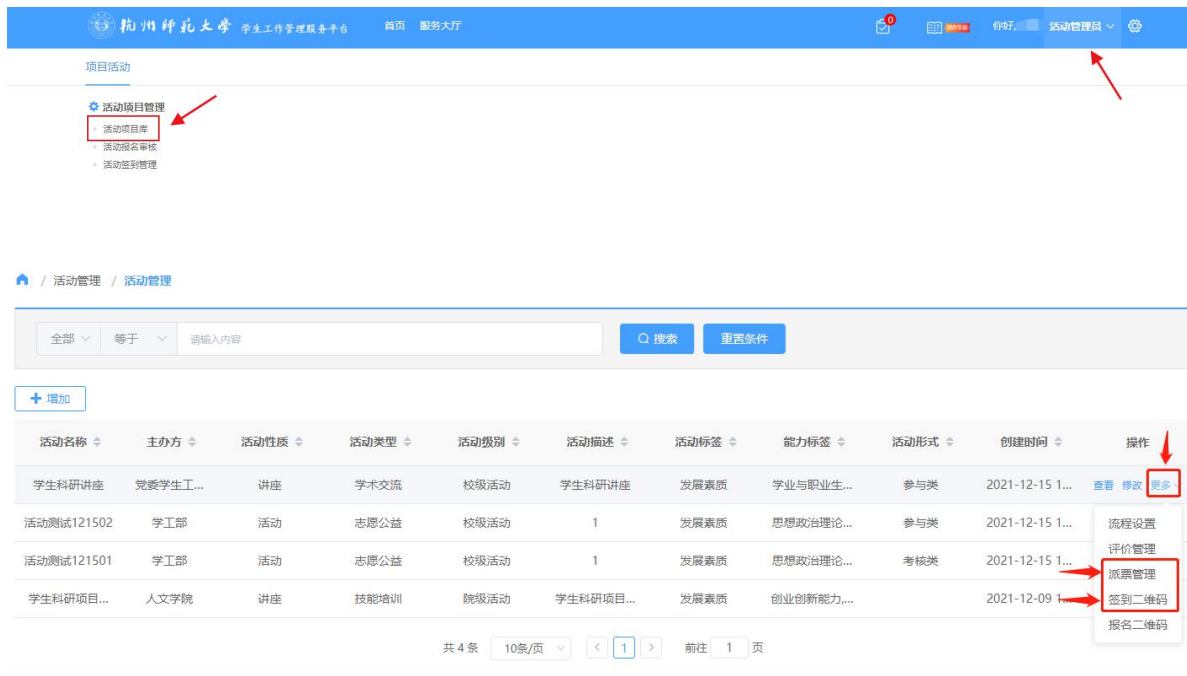 杭州师范大学 学生工作管理服务平台 首页 服务大厅 0 你好, 活动管理员
项目活动
活动项目管理
活动项目库
活动报名审核
活动签到管理
/ 活动管理 / 活动管理
全部 等于 请输入内容 搜索 重置条件
增加
活动名称 主办方 活动性质 活动类型 活动级别 活动描述 活动标签 能力标签 活动形式 创建时间 操作
学生科研讲座 党委学生工... 讲座 学术交流 校级活动 学生科研讲座 发展素质 学业与职业生... 参与类 2021-12-15 1... 查看 修改 更多
活动测试121502 学工部 活动 志愿公益 校级活动 1 发展素质 思想政治理论... 参与类 2021-12-15 1... 流程设置
评价管理
活动测试121501 学工部 活动 志愿公益 校级活动 1 发展素质 思想政治理论... 考核类 2021-12-15 1...
派票管理
学生科研项目... 人文学院 讲座 技能培训 院级活动 学生科研项目... 发展素质 创业创新能力,... 2021-12-09 1... 签到二维码
报名二维码
共 4 条 10条/页 1 前往 1 页